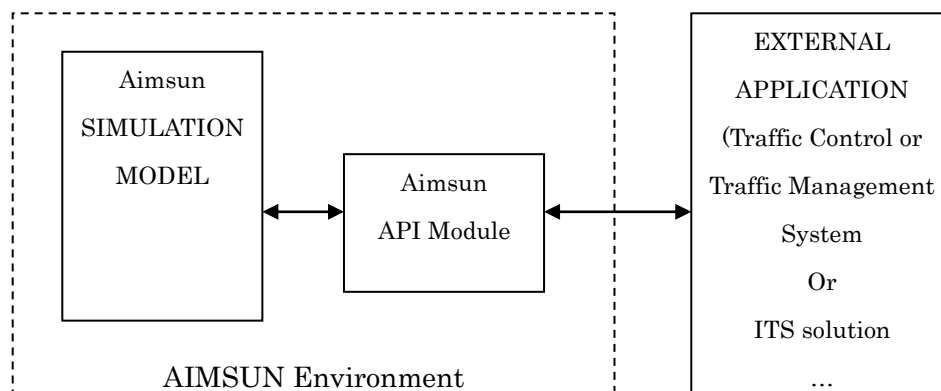 Aimsun
SIMULATION
MODEL
Aimsun
API Module
AIMSUN Environment
EXTERNAL
APPLICATION
(Traffic Control or
Traffic Management
System
Or
ITS solution
…